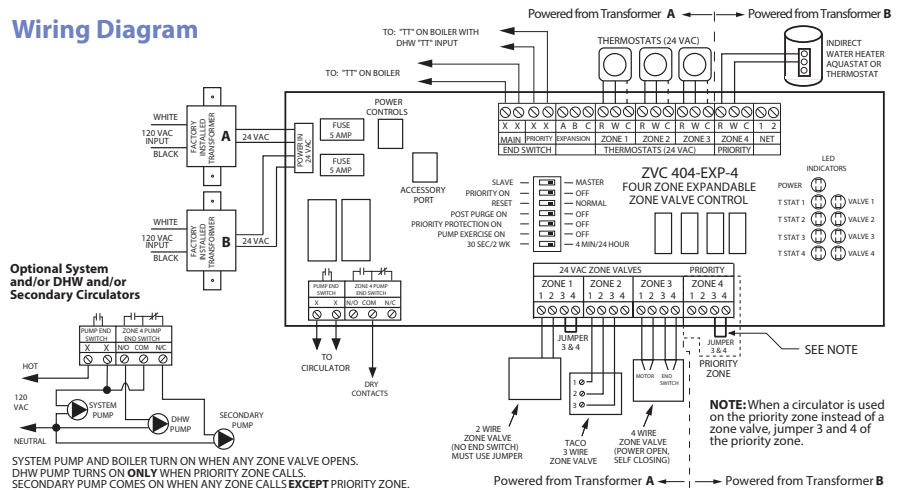 Wiring Diagram
Powered from Transformer A
Powered from Transformer B
TO: "TT" ON BOILER WITH
DHW "TT" INPUT
TO: "TT" ON BOILER
THERMOSTATS (24 VAC)
INDIRECT
WATER HEATER
AQUASTAT OR
THERMOSTAT
WHITE
120 VAC
INPUT
BLACK
FACTORY
INSTALLED
TRANSFORMER
A
24 VAC
POWER IN
24 VAC
FUSE
5 AMP
FUSE
5 AMP
POWER
CONTROLS
ACCESSORY
PORT
WHITE
120 VAC
INPUT
BLACK
FACTORY
INSTALLED
TRANSFORMER
B
24 VAC
X X X X A B C R W C R W C R W C R W C 1 2
MAIN PRIORITY EXPANSION ZONE 1 ZONE 2 ZONE 3 ZONE 4 NET
END SWITCH THERMOSTATS (24 VAC) PRIORITY
SLAVE MASTER
PRIORITY ON OFF
RESET NORMAL
POST PURGE ON OFF
PRIORITY PROTECTION ON OFF
PUMP EXERCISE ON OFF
30 SEC/2 WK 4 MIN/24 HOUR
ZVC 404-EXP-4
FOUR ZONE EXPANDABLE
ZONE VALVE CONTROL
LED
INDICATORS
POWER
T STAT 1 VALVE 1
T STAT 2 VALVE 2
T STAT 3 VALVE 3
T STAT 4 VALVE 4
24 VAC ZONE VALVES PRIORITY
ZONE 1 ZONE 2 ZONE 3 ZONE 4
1 2 3 4 1 2 3 4 1 2 3 4 1 2 3 4
PUMP END
SWITCH
ZONE 4 PUMP
END SWITCH
X X N/O COM N/C
TO
CIRCULATOR
DRY
CONTACTS
JUMPER
3 & 4
JUMPER
3 & 4
PRIORITY
ZONE
SEE NOTE
2 WIRE
ZONE VALVE
(NO END SWITCH)
MUST USE JUMPER
1
2
3
TACO
3 WIRE
ZONE VALVE
MOTOR
END
SWITCH
4 WIRE
ZONE VALVE
(POWER OPEN,
SELF CLOSING)
NOTE: When a circulator is used
on the priority zone instead of a
zone valve, jumper 3 and 4 of
the priority zone.
Optional System
and/or DHW and/or
Secondary Circulators
PUMP END
SWITCH
ZONE 4 PUMP
END SWITCH
X X N/O COM N/C
HOT
120
VAC
NEUTRAL
SYSTEM
PUMP
DHW
PUMP
SECONDARY
PUMP
SYSTEM PUMP AND BOILER TURN ON WHEN ANY ZONE VALVE OPENS.
DHW PUMP TURNS ON ONLY WHEN PRIORITY ZONE CALLS.
SECONDARY PUMP COMES ON WHEN ANY ZONE CALLS EXCEPT PRIORITY ZONE.
Powered from Transformer A
Powered from Transformer B